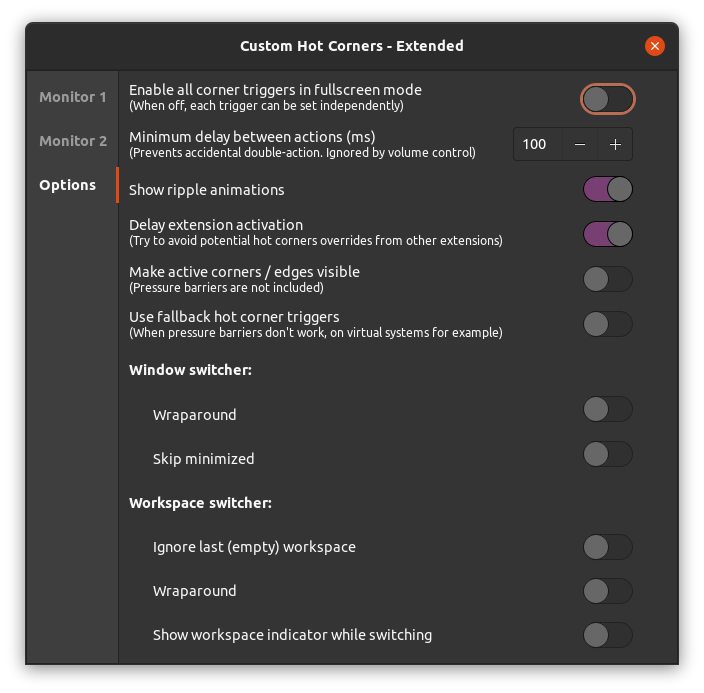 Custom Hot Corners - Extended
Monitor 1
Monitor 2
Options
Enable all corner triggers in fullscreen mode
(When off, each trigger can be set independently)
Minimum delay between actions (ms)
(Prevents accidental double-action. Ignored by volume control)
100
Show ripple animations
Delay extension activation
(Try to avoid potential hot corners overrides from other extensions)
Make active corners / edges visible
(Pressure barriers are not included)
Use fallback hot corner triggers
(When pressure barriers don't work, on virtual systems for example)
Window switcher:
Wraparound
Skip minimized
Workspace switcher:
Ignore last (empty) workspace
Wraparound
Show workspace indicator while switching